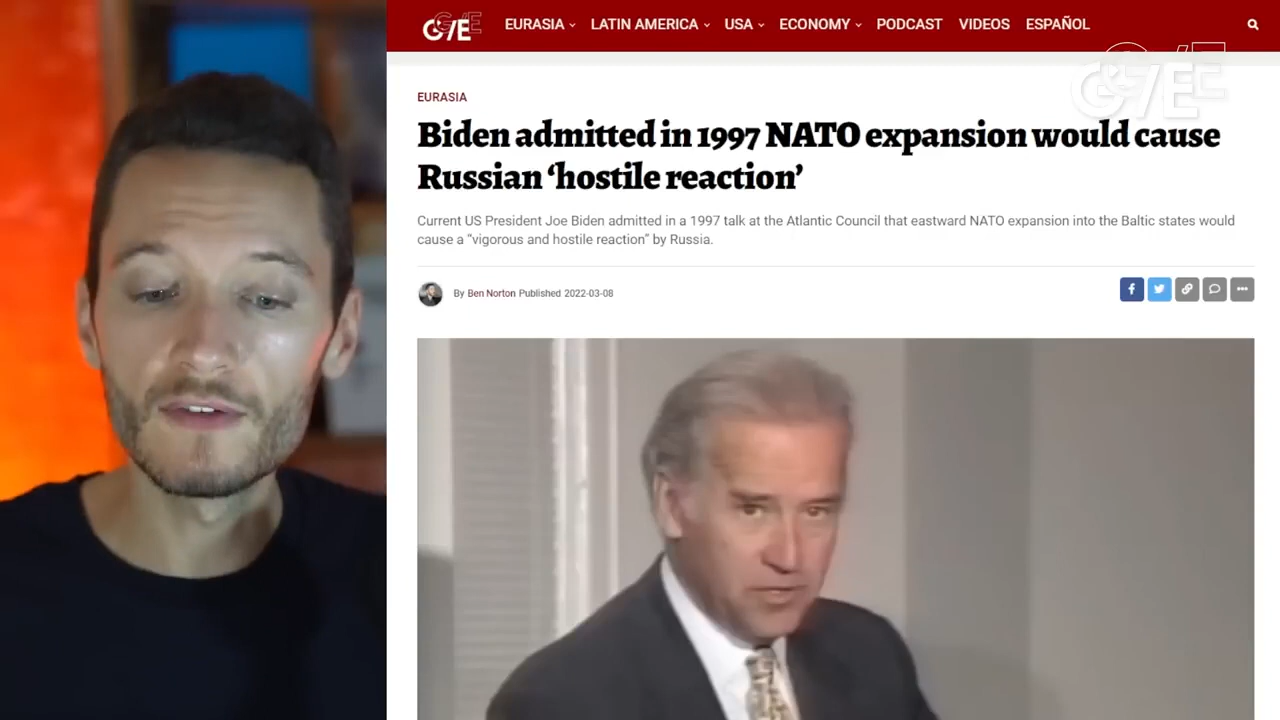 G/E
EURASIA
LATIN AMERICA
USA
ECONOMY
PODCAST
VIDEOS
ESPAÑOL
EURASIA
Biden admitted in 1997 NATO expansion would cause
Russian ‘hostile reaction’
Current US President Joe Biden admitted in a 1997 talk at the Atlantic Council that eastward NATO expansion into the Baltic states would
cause a “vigorous and hostile reaction” by Russia.
By Ben Norton Published 2022-03-08